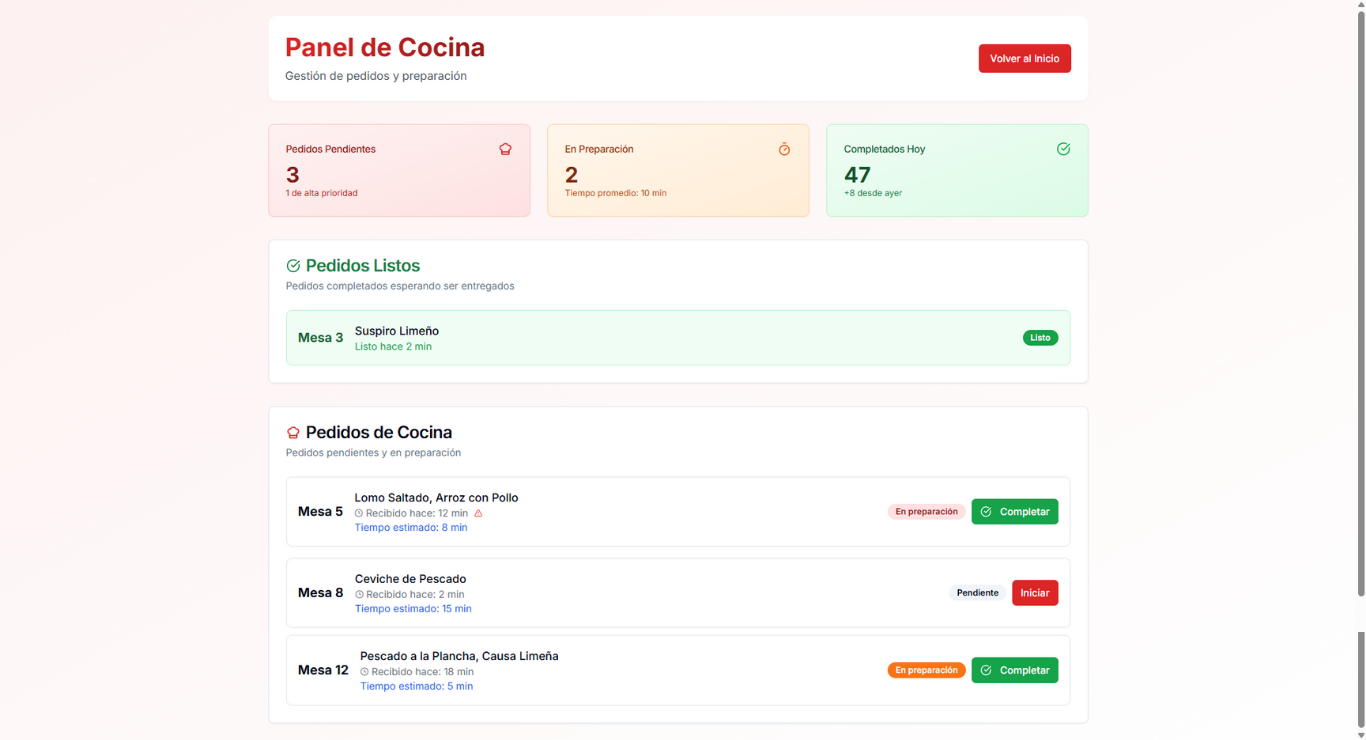 Panel de Cocina
Gestión de pedidos y preparación
Volver al Inicio
Pedidos Pendientes
3
1 de alta prioridad
En Preparación
2
Tiempo promedio: 10 min
Completados Hoy
47
+8 desde ayer
Pedidos Listos
Pedidos completados esperando ser entregados
Mesa 3
Suspiro Limeño
Listo hace 2 min
Listo
Pedidos de Cocina
Pedidos pendientes y en preparación
Mesa 5
Lomo Saltado, Arroz con Pollo
Recibido hace: 12 min
Tiempo estimado: 8 min
En preparación
Completar
Mesa 8
Ceviche de Pescado
Recibido hace: 2 min
Tiempo estimado: 15 min
Pendiente
Iniciar
Mesa 12
Pescado a la Plancha, Causa Limeña
Recibido hace: 18 min
Tiempo estimado: 5 min
En preparación
Completar